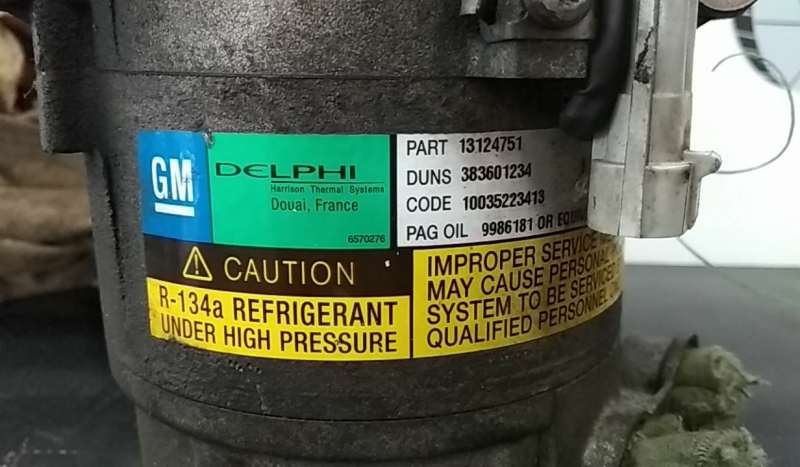 GM
DELPHI
Harrison Thermal Systems
Douai, France
6570276
PART 13124751
DUNS 383601234
CODE 10035223413
PAG OIL 9986181 OR
CAUTION
R-134a REFRIGERANT
UNDER HIGH PRESSURE
IMPROPER SERVICE
MAY CAUSE
SYSTEM TO BE SERVICED
QUALIFIED PERSONNEL